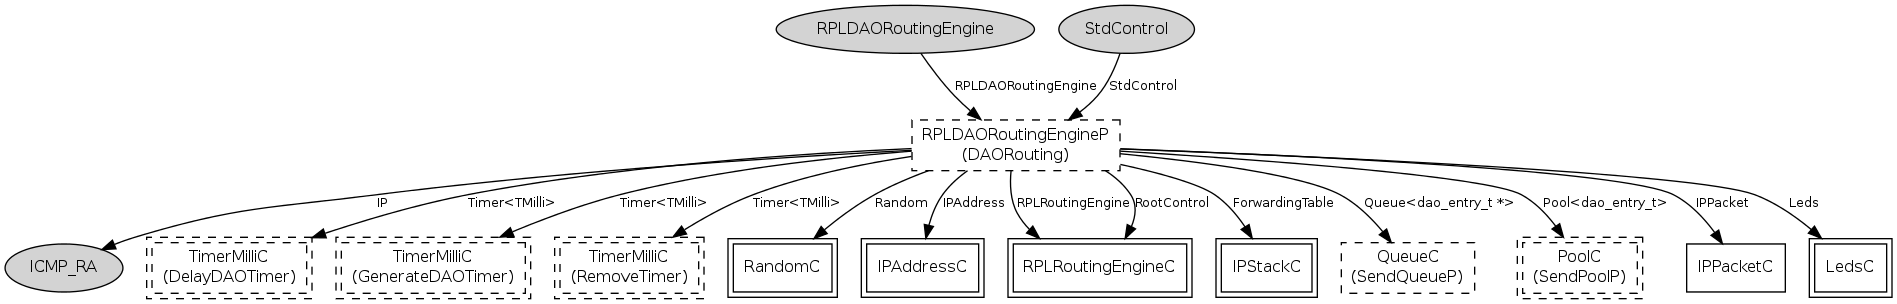 RPLDAORoutingEngine
StdControl
RPLDAORoutingEngine
StdControl
RPLDAORoutingEngineP
(DAORouting)
IP
Timer<TMilli>
Timer<TMilli>
Timer<TMilli>
Random
IPAddress
RPLRoutingEngine
RootControl
ForwardingTable
Queue<dao_entry_t *>
Pool<dao_entry_t>
IPPacket
Leds
ICMP_RA
TimerMilliC
(DelayDAOTimer)
TimerMilliC
(GenerateDAOTimer)
TimerMilliC
(RemoveTimer)
RandomC
IPAddressC
RPLRoutingEngineC
IPStackC
QueueC
(SendQueueP)
PoolC
(SendPoolP)
IPPacketC
LedsC